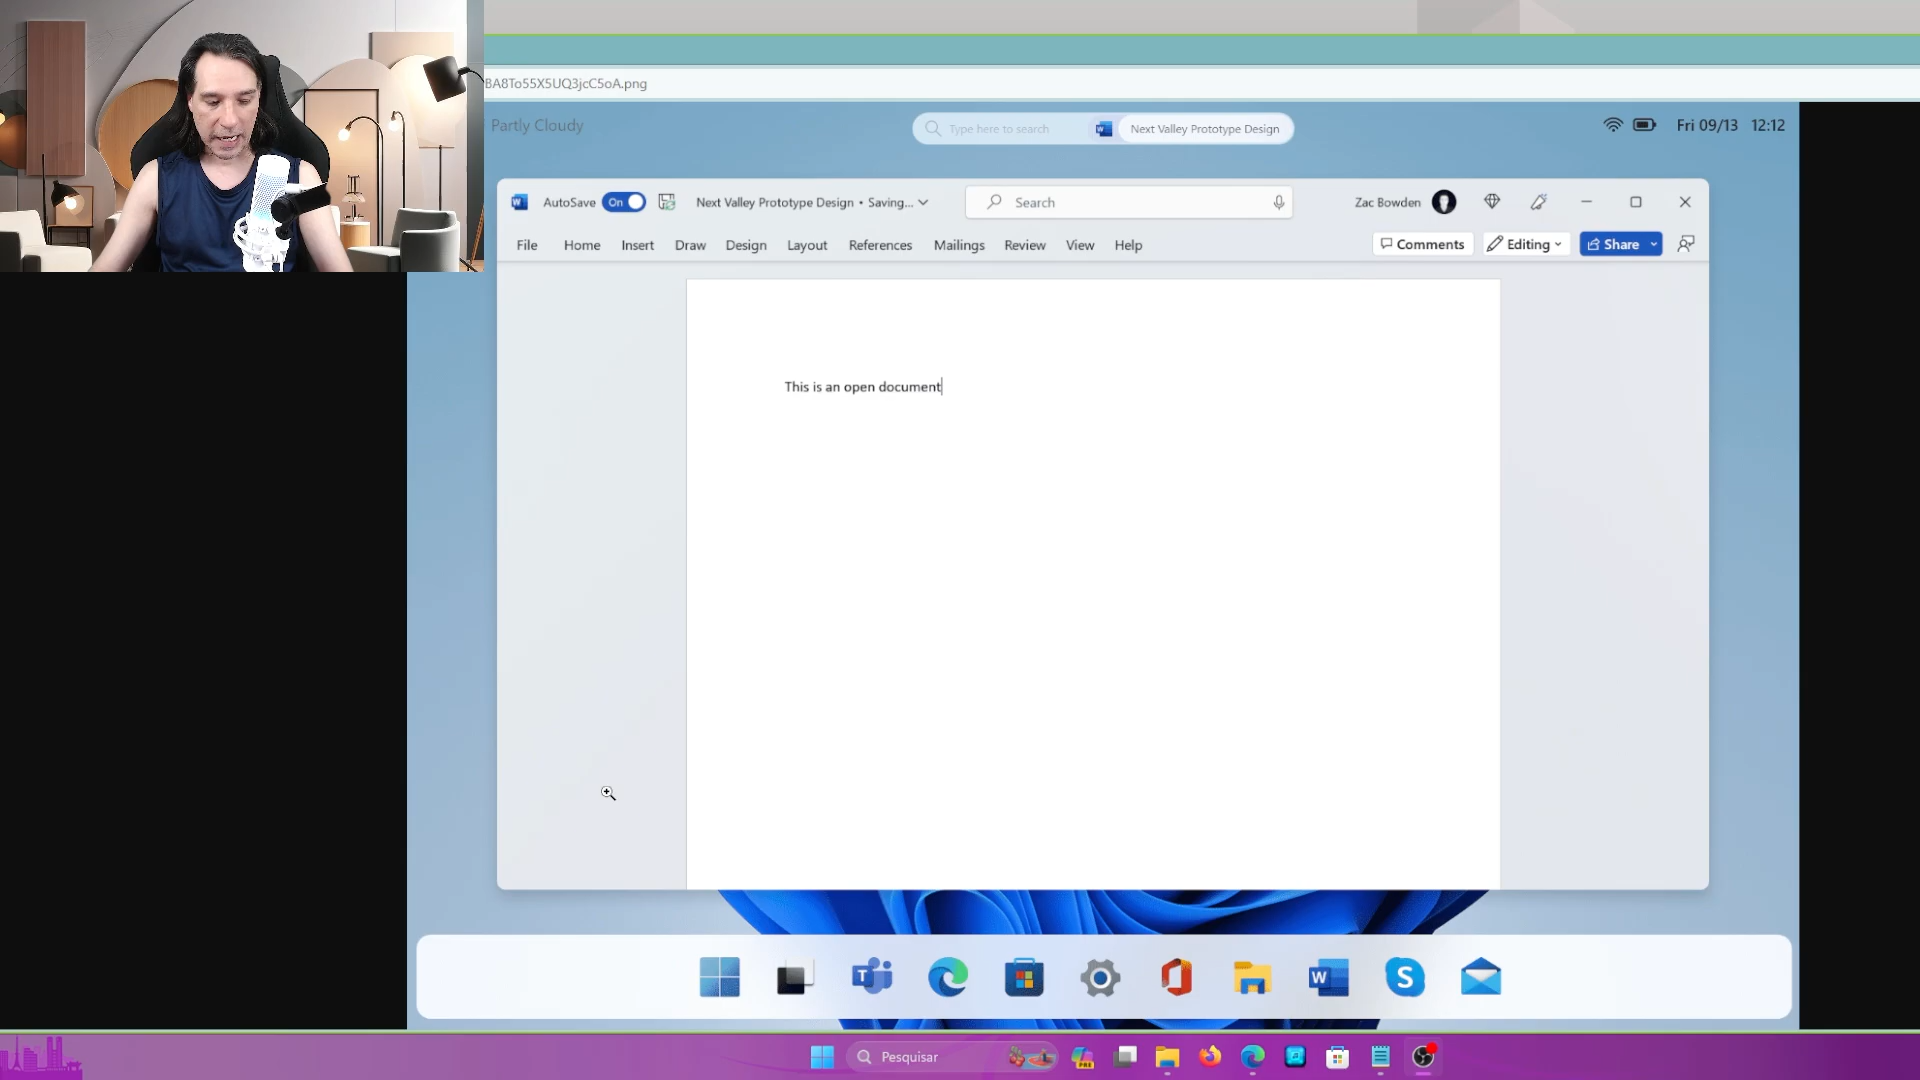 BA8To55X5UQ3jcC5oA.png
Partly Cloudy
Type here to search
Next Valley Prototype Design
Fri 09/13 12:12
AutoSave On
Next Valley Prototype Design • Saving...
Search
Zac Bowden
File Home Insert Draw Design Layout References Mailings Review View Help
Comments Editing Share
This is an open document
T W S
Pesquisar
PRE